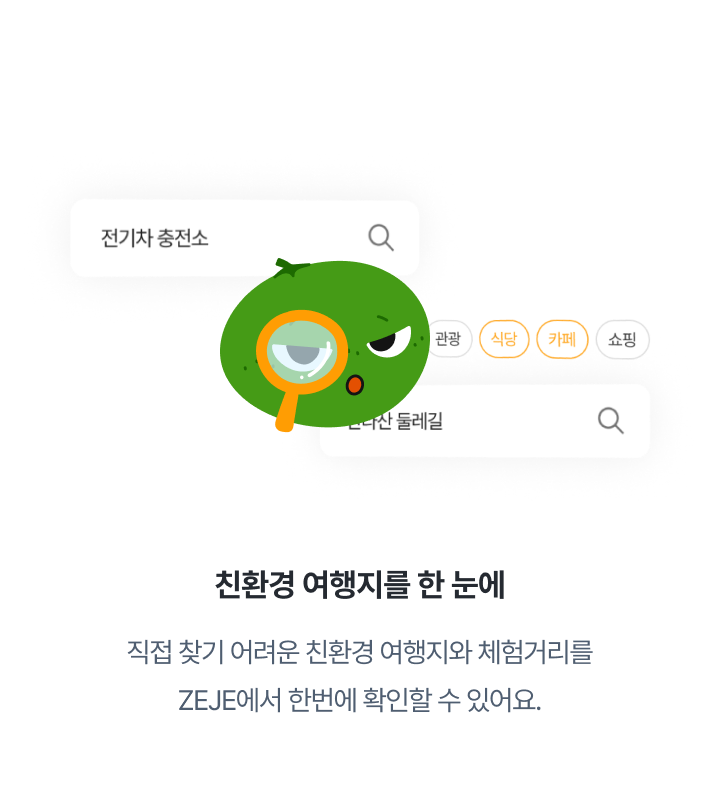 전기차 충전소
관광 식당 카페 쇼핑
둘레길
친환경 여행지를 한 눈에
직접 찾기 어려운 친환경 여행지와 체험거리를
ZEJE에서 한번에 확인할 수 있어요.